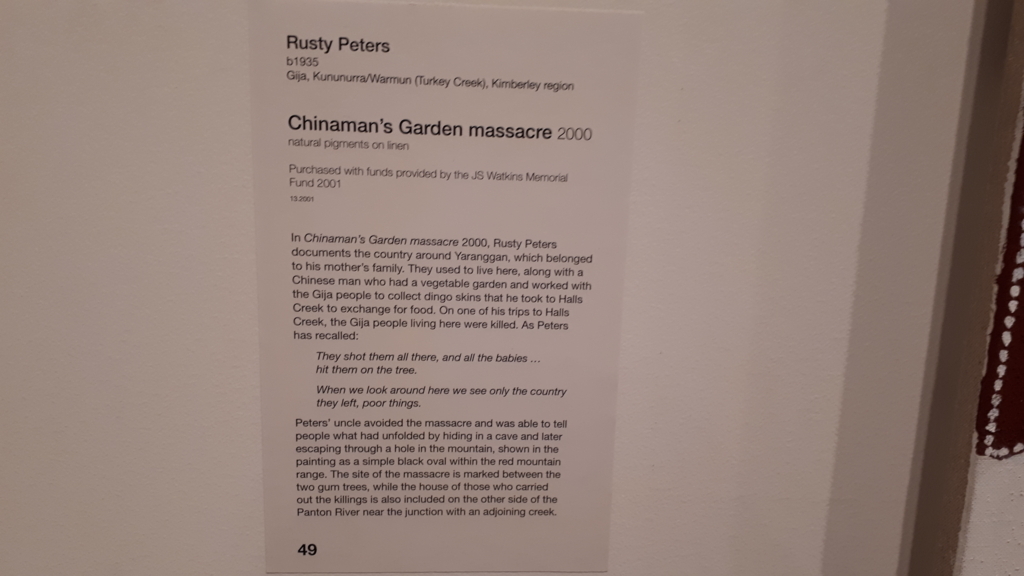 Rusty Peters
b1935
Gija, Kununurra/Warmun (Turkey Creek), Kimberley region
Chinaman's Garden massacre 2000
natural pigments on linen
Purchased with funds provided by the JS Watkins Memorial
Fund 2001
13.2001
In Chinaman's Garden massacre 2000, Rusty Peters
documents the country around Yaranggan, which belonged
to his mother's family. They used to live here, along with a
Chinese man who had a vegetable garden and worked with
the Gija people to collect dingo skins that he took to Halls
Creek to exchange for food. On one of his trips to Halls
Creek, the Gija people living here were killed. As Peters
has recalled:
They shot them all there, and all the babies ...
hit them on the tree.
When we look around here we see only the country
they left, poor things.
Peters' uncle avoided the massacre and was able to tell
people what had unfolded by hiding in a cave and later
escaping through a hole in the mountain, shown in the
painting as a simple black oval within the red mountain
range. The site of the massacre is marked between the
two gum trees, while the house of those who carried
out the killings is also included on the other side of the
Panton River near the junction with an adjoining creek.
49